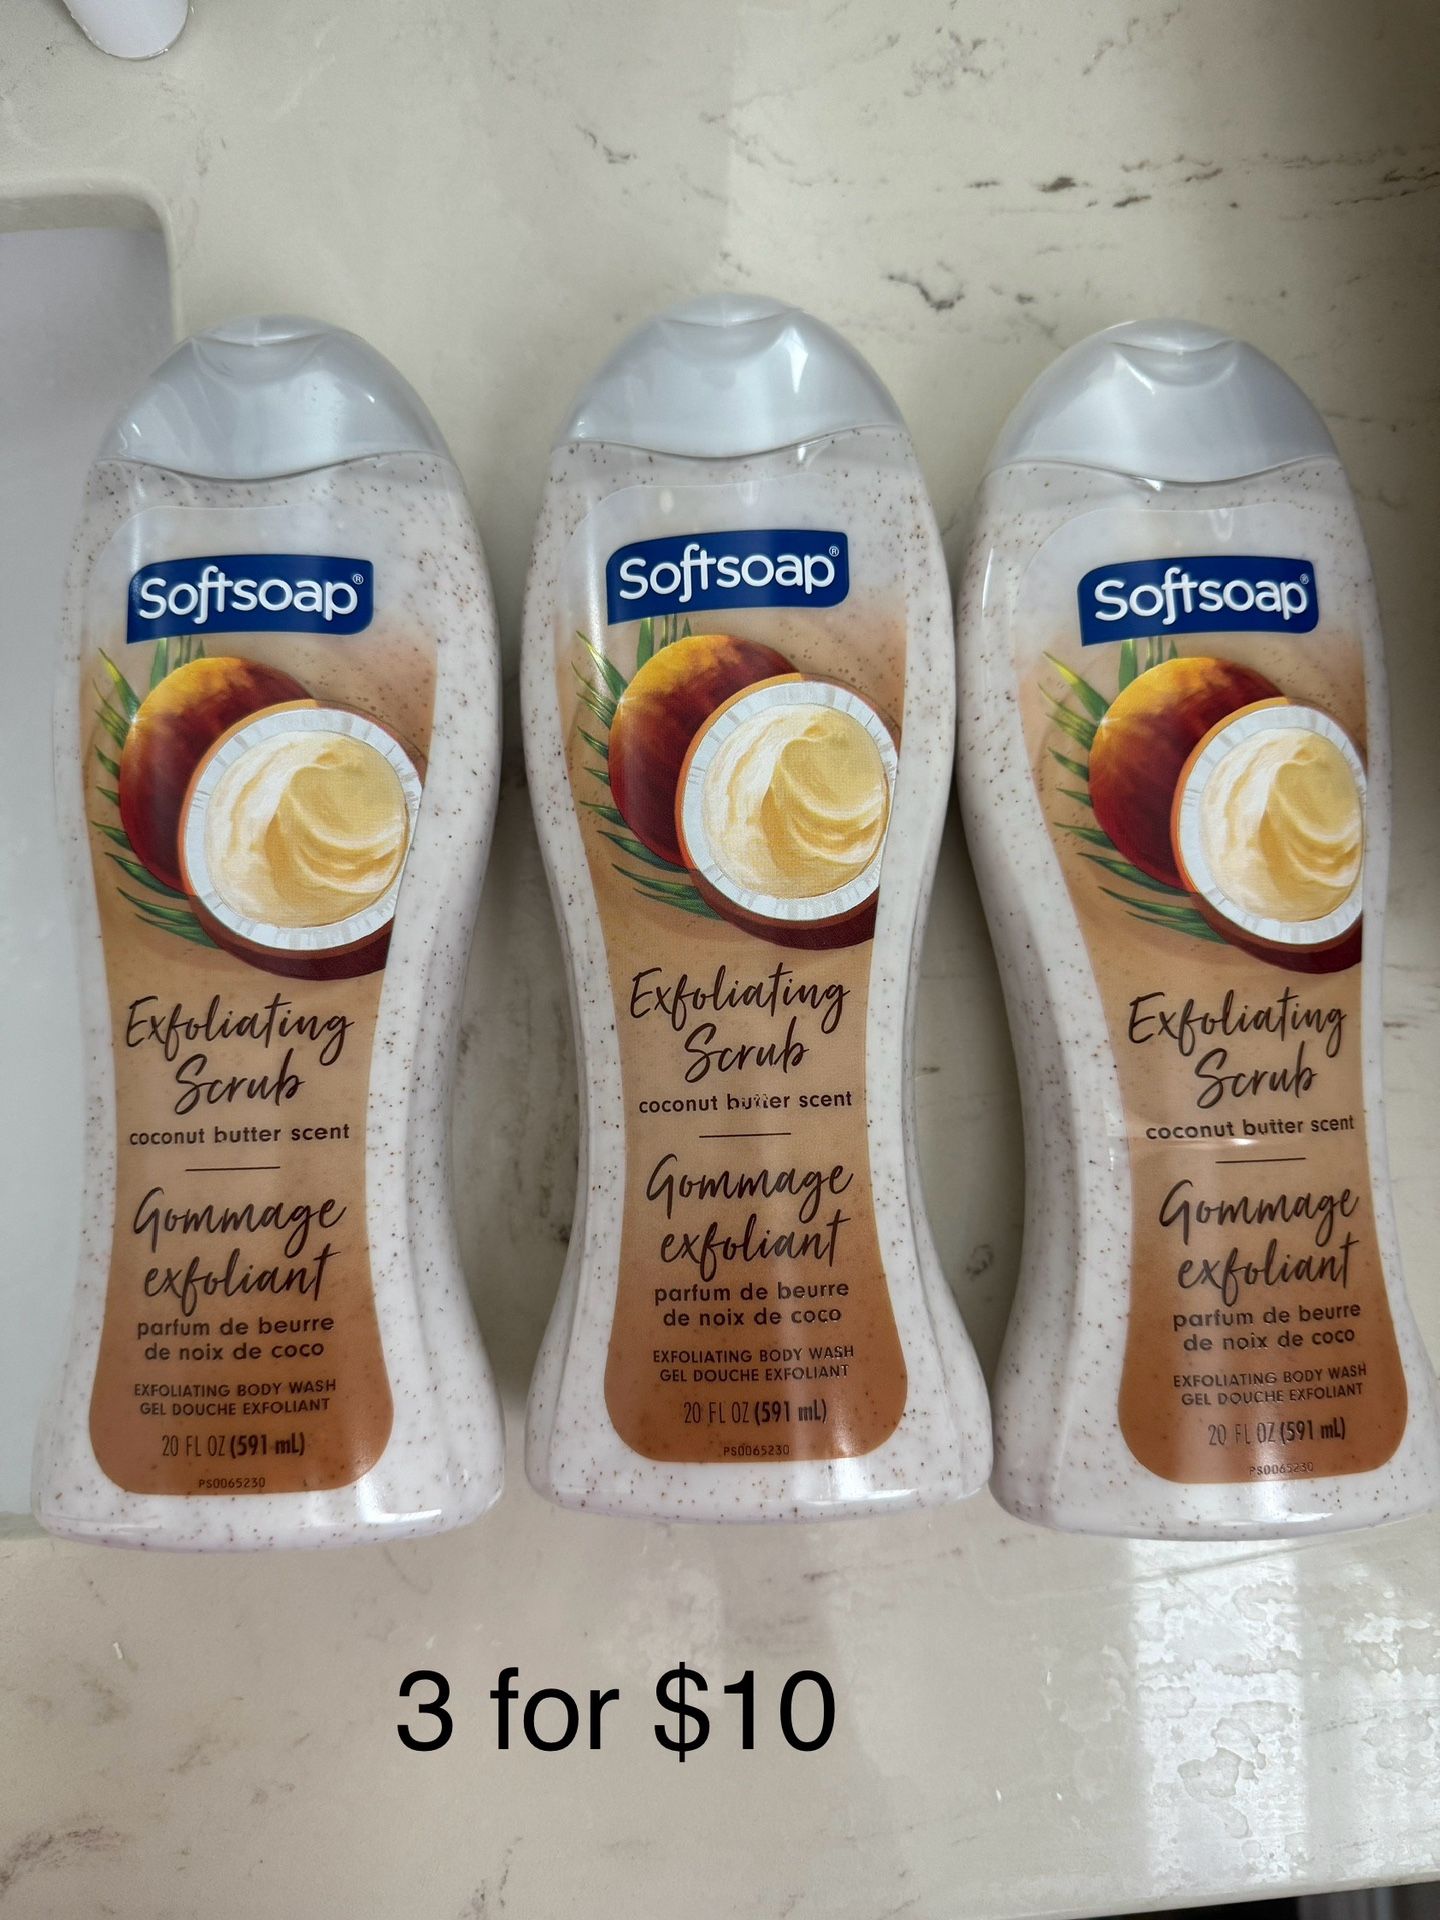 Softsoap®
Exfoliating
Scrub
coconut butter scent
Gommage
exfoliant
parfum de beurre
de noix de coco
EXFOLIATING BODY WASH
GEL DOUCHE EXFOLIANT
20 FL OZ (591 mL)
PS0065230
Softsoap®
Exfoliating
Scrub
coconut butter scent
Gommage
exfoliant
parfum de beurre
de noix de coco
EXFOLIATING BODY WASH
GEL DOUCHE EXFOLIANT
20 FL OZ (591 mL)
PS0065230
Softsoap®
Exfoliating
Scrub
coconut butter scent
Gommage
exfoliant
parfum de beurre
de noix de coco
EXFOLIATING BODY WASH
GEL DOUCHE EXFOLIANT
20 FL OZ (591 mL)
PS0065230
3 for $10